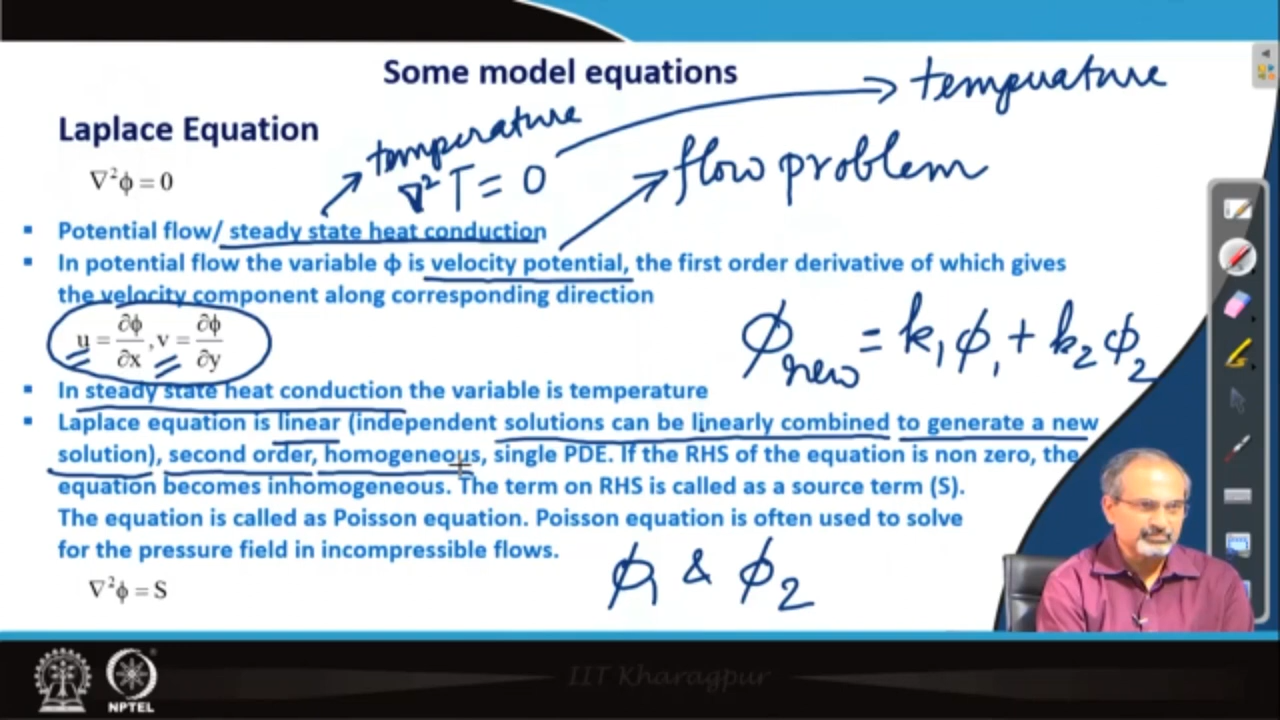 Some model equations
temperature
Laplace Equation
temperature
∇²ϕ = 0
∇²T = 0
flow problem
▪ Potential flow/ steady state heat conduction
▪ In potential flow the variable ϕ is velocity potential, the first order derivative of which gives
the velocity component along corresponding direction
u = ∂ϕ/∂x , v = ∂ϕ/∂y
ϕnew = k₁ϕ₁ + k₂ϕ₂
▪ In steady state heat conduction the variable is temperature
▪ Laplace equation is linear (independent solutions can be linearly combined to generate a new
solution), second order, homogeneous, single PDE. If the RHS of the equation is non zero, the
equation becomes inhomogeneous. The term on RHS is called as a source term (S).
The equation is called as Poisson equation. Poisson equation is often used to solve
for the pressure field in incompressible flows.
ϕ₁ & ϕ₂
∇²ϕ = S
IIT Kharagpur
NPTEL